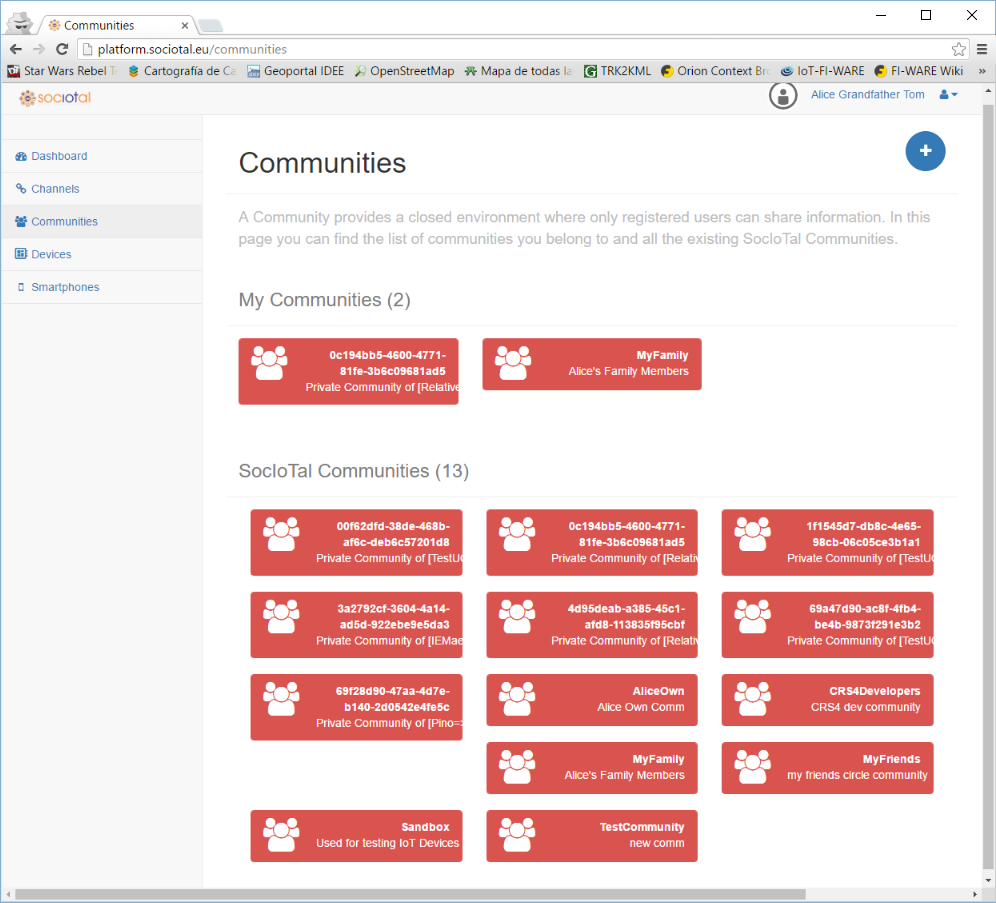 Communities
platform.sociotal.eu/communities
Star Wars Rebel T
Cartografía de Ca
Geoportal IDEE
OpenStreetMap
Mapa de todas la
TRK2KML
Orion Context Bro
IoT-FI-WARE
FI-WARE Wiki
»
sociotal
Alice Grandfather Tom
Dashboard
Channels
Communities
Devices
Smartphones
Communities
+
A Community provides a closed environment where only registered users can share information. In this
page you can find the list of communities you belong to and all the existing SocIoTal Communities.
My Communities (2)
0c194bb5-4600-4771-
81fe-3b6c09681ad5
Private Community of [Relative
MyFamily
Alice's Family Members
SocIoTal Communities (13)
00f62dfd-38de-468b-
af6c-deb6c57201d8
Private Community of [TestUC
0c194bb5-4600-4771-
81fe-3b6c09681ad5
Private Community of [Relativ
1f1545d7-db8c-4e65-
98cb-06c05ce3b1a1
Private Community of [TestUC
3a2792cf-3604-4a14-
ad5d-922ebe9e5da3
Private Community of [IEMae
4d95deab-a385-45c1-
afd8-113835f95cbf
Private Community of [Relativ
69a47d90-ac8f-4fb4-
be4b-9873f291e3b2
Private Community of [TestUC
69f28d90-47aa-4d7e-
b140-2d0542e4fe5c
Private Community of [Pino=>
AliceOwn
Alice Own Comm
CRS4Developers
CRS4 dev community
MyFamily
Alice's Family Members
MyFriends
my friends circle community
Sandbox
Used for testing IoT Devices
TestCommunity
new comm